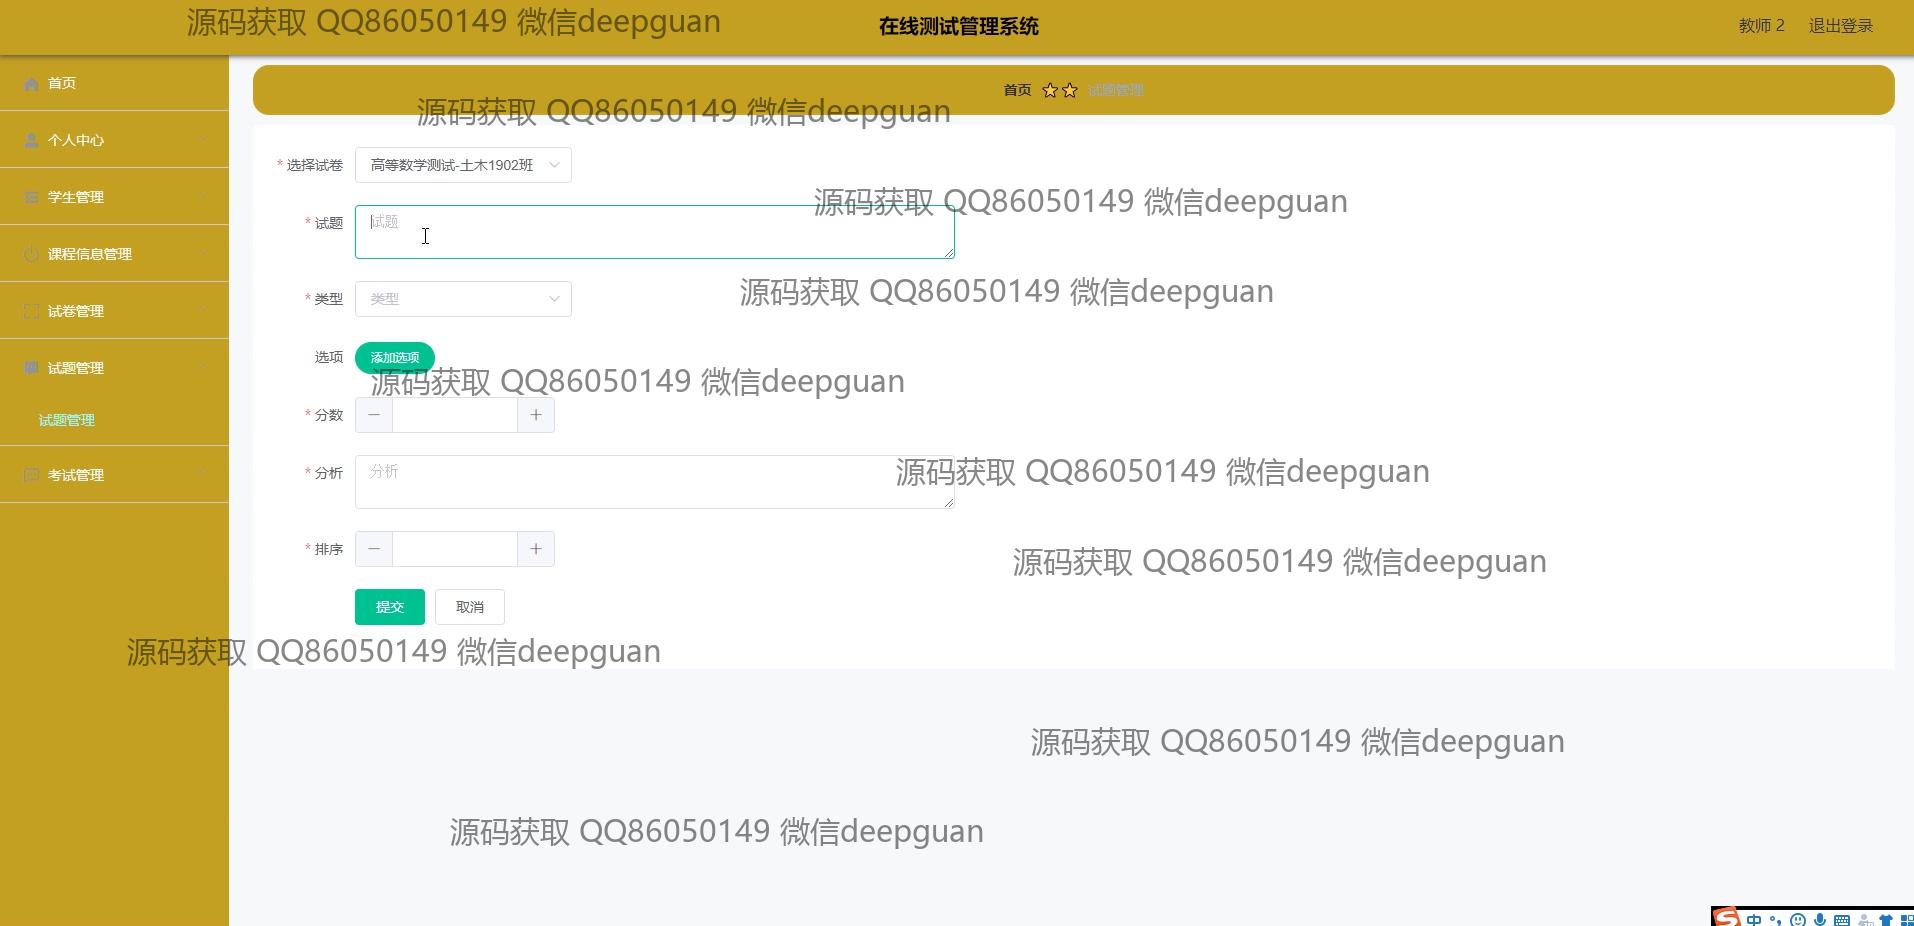 源码获取 QQ86050149 微信deepguan
在线测试管理系统
教师 2
退出登录
首页
个人中心
学生管理
课程信息管理
试卷管理
试题管理
试题管理
考试管理
首页 试题管理
源码获取 QQ86050149 微信deepguan
* 选择试卷 高等数学测试-土木1902班
源码获取 QQ86050149 微信deepguan
* 试题 试题
源码获取 QQ86050149 微信deepguan
* 类型 类型
选项 添加选项
源码获取 QQ86050149 微信deepguan
* 分数
源码获取 QQ86050149 微信deepguan
* 分析 分析
* 排序
源码获取 QQ86050149 微信deepguan
提交 取消
源码获取 QQ86050149 微信deepguan
源码获取 QQ86050149 微信deepguan
源码获取 QQ86050149 微信deepguan
中